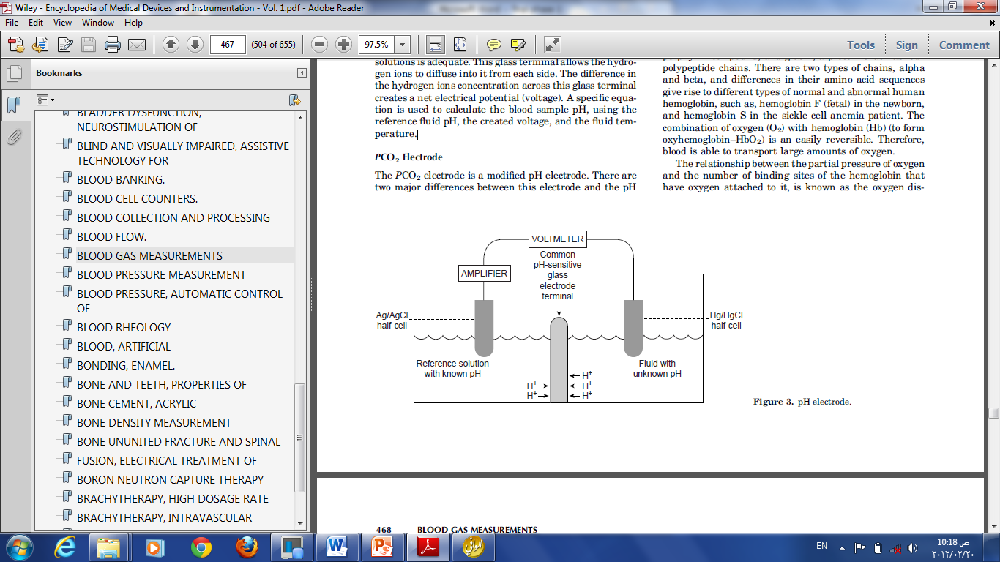 Wiley - Encyclopedia of Medical Devices and Instrumentation - Vol. 1.pdf - Adobe Reader
File Edit View Window Help
467 (504 of 655) 97.5% Tools Sign Comment
Bookmarks
BLADDER DYSFUNCTION,
NEUROSTIMULATION OF
BLIND AND VISUALLY IMPAIRED, ASSISTIVE
TECHNOLOGY FOR
BLOOD BANKING.
BLOOD CELL COUNTERS.
BLOOD COLLECTION AND PROCESSING
BLOOD FLOW.
BLOOD GAS MEASUREMENTS
BLOOD PRESSURE MEASUREMENT
BLOOD PRESSURE, AUTOMATIC CONTROL
OF
BLOOD RHEOLOGY
BLOOD, ARTIFICIAL
BONDING, ENAMEL.
BONE AND TEETH, PROPERTIES OF
BONE CEMENT, ACRYLIC
BONE DENSITY MEASUREMENT
BONE UNUNITED FRACTURE AND SPINAL
FUSION, ELECTRICAL TREATMENT OF
BORON NEUTRON CAPTURE THERAPY
BRACHYTHERAPY, HIGH DOSAGE RATE
BRACHYTHERAPY, INTRAVASCULAR
solutions is adequate. This glass terminal allows the hydro-
gen ions to diffuse into it from each side. The difference in
the hydrogen ions concentration across this glass terminal
creates a net electrical potential (voltage). A specific equa-
tion is used to calculate the blood sample pH, using the
reference fluid pH, the created voltage, and the fluid tem-
perature.
PCO2 Electrode
The PCO2 electrode is a modified pH electrode. There are
two major differences between this electrode and the pH
polypeptide chains. There are two types of chains, alpha
and beta, and differences in their amino acid sequences
give rise to different types of normal and abnormal human
hemoglobin, such as, hemoglobin F (fetal) in the newborn,
and hemoglobin S in the sickle cell anemia patient. The
combination of oxygen (O2) with hemoglobin (Hb) (to form
oxyhemoglobin–HbO2) is an easily reversible. Therefore,
blood is able to transport large amounts of oxygen.
The relationship between the partial pressure of oxygen
and the number of binding sites of the hemoglobin that
have oxygen attached to it, is known as the oxygen dis-
VOLTMETER
AMPLIFIER
Common
pH-sensitive
glass
electrode
terminal
Ag/AgCl
half-cell
Hg/HgCl
half-cell
Reference solution
with known pH
Fluid with
unknown pH
H+
H+ H+
H+ H+
Figure 3. pH electrode.
468 BLOOD GAS MEASUREMENTS
EN
10:18 ص
٢٠١٣/٠٢/٢٠